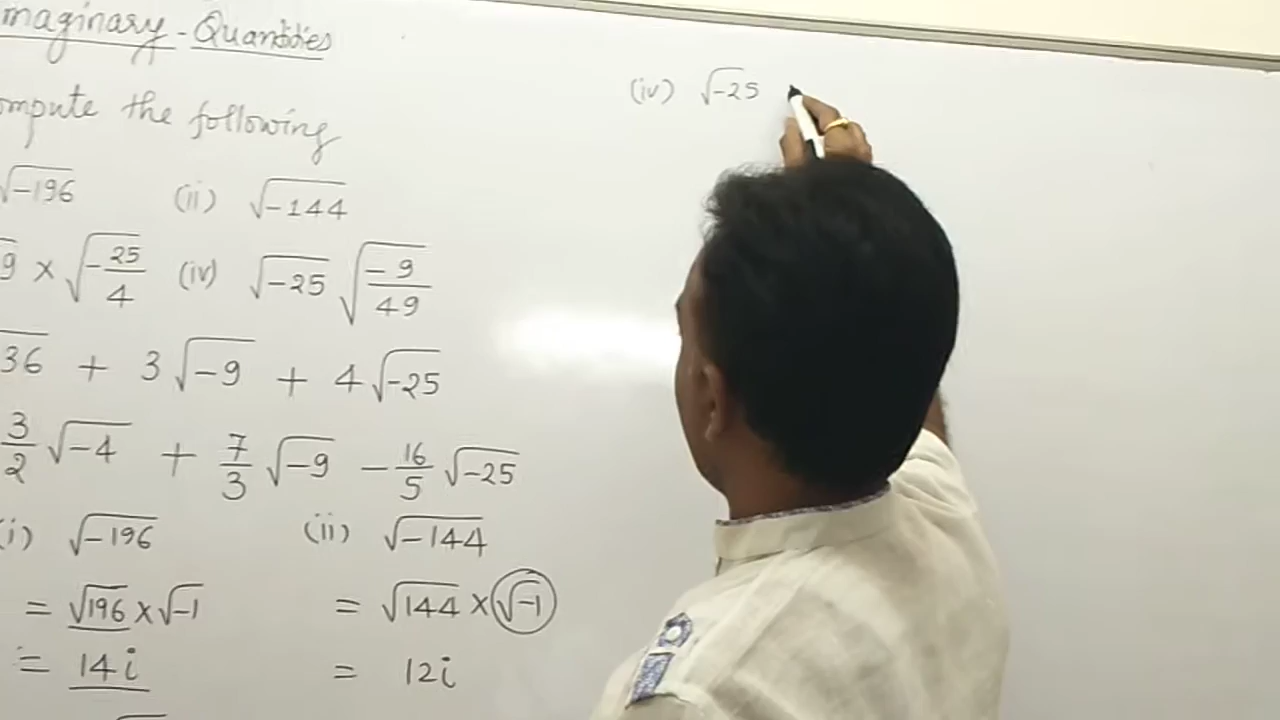 maginary - Quantities
ompute the following
√-196 (ii) √-144
9 × √-25/4 (iv) √-25 √-9/49
36 + 3√-9 + 4√-25
3/2 √-4 + 7/3 √-9 - 16/5 √-25
(i) √-196 (ii) √-144
= √196 × √-1 = √144 × √-1
= 14i = 12i
(iv) √-25